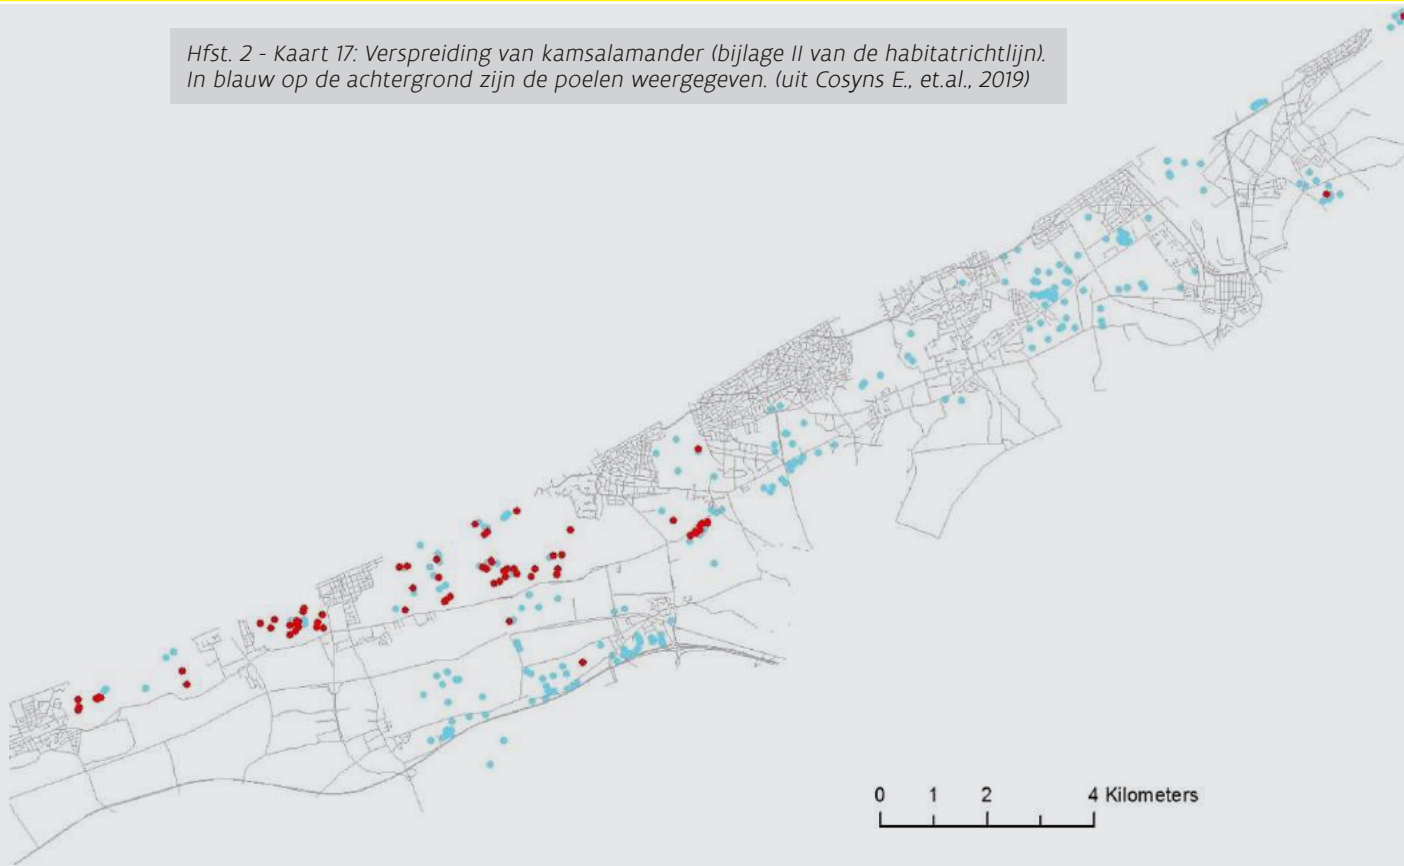 Hfst. 2 - Kaart 17: Verspreiding van kamsalamander (bijlage II van de habitatrichtlijn).
In blauw op de achtergrond zijn de poelen weergegeven. (uit Cosyns E., et.al., 2019)
0 1 2 4 Kilometers